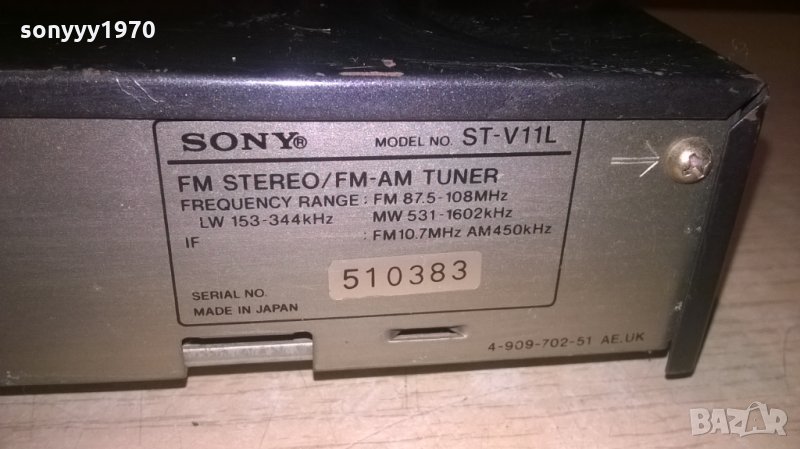 sonyyy1970
SONY® MODEL NO. ST-V11L
FM STEREO/FM-AM TUNER
FREQUENCY RANGE : FM 87.5-108MHz
LW 153-344kHz MW 531-1602kHz
IF : FM10.7MHz AM450kHz
510383
SERIAL NO.
MADE IN JAPAN
4-909-702-51 AE.UK
BAZAR